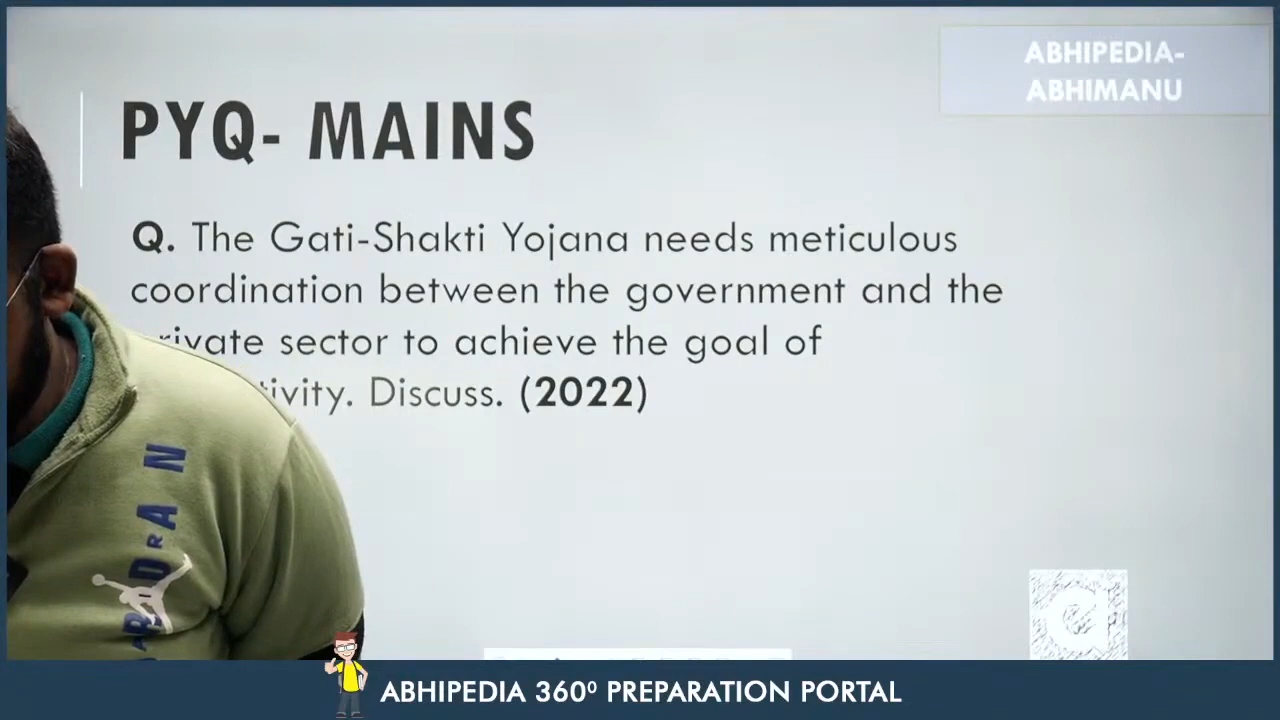 ABHIPEDIA-
ABHIMANU
PYQ- MAINS
Q. The Gati-Shakti Yojana needs meticulous
coordination between the government and the
sector to achieve the goal of
Discuss. (2022)
JORDAN
ABHIPEDIA 360⁰ PREPARATION PORTAL